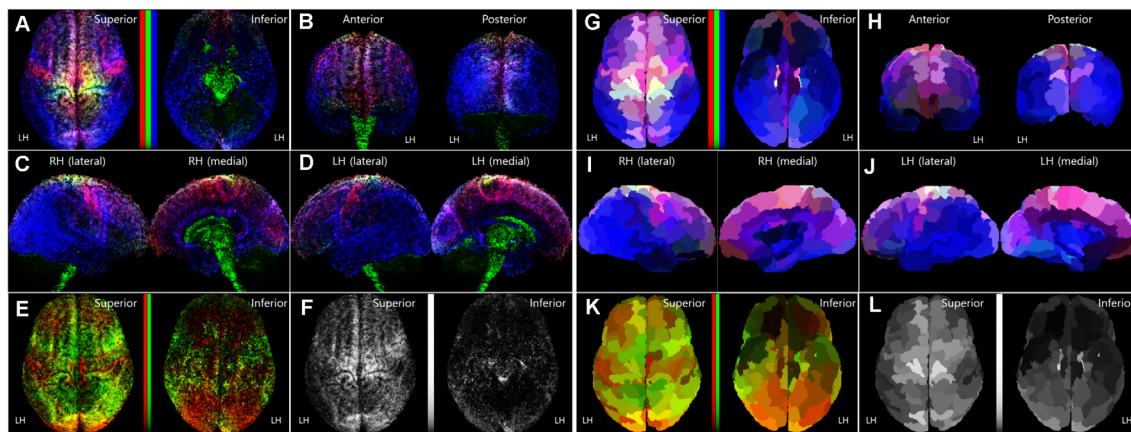 A Superior Inferior
LH LH
B Anterior Posterior
LH LH
G Superior Inferior
LH LH
H Anterior Posterior
LH LH
C RH (lateral) RH (medial)
D LH (lateral) LH (medial)
I RH (lateral) RH (medial)
J LH (lateral) LH (medial)
E Superior Inferior
LH LH
F Superior Inferior
LH LH
K Superior Inferior
LH LH
L Superior Inferior
LH LH